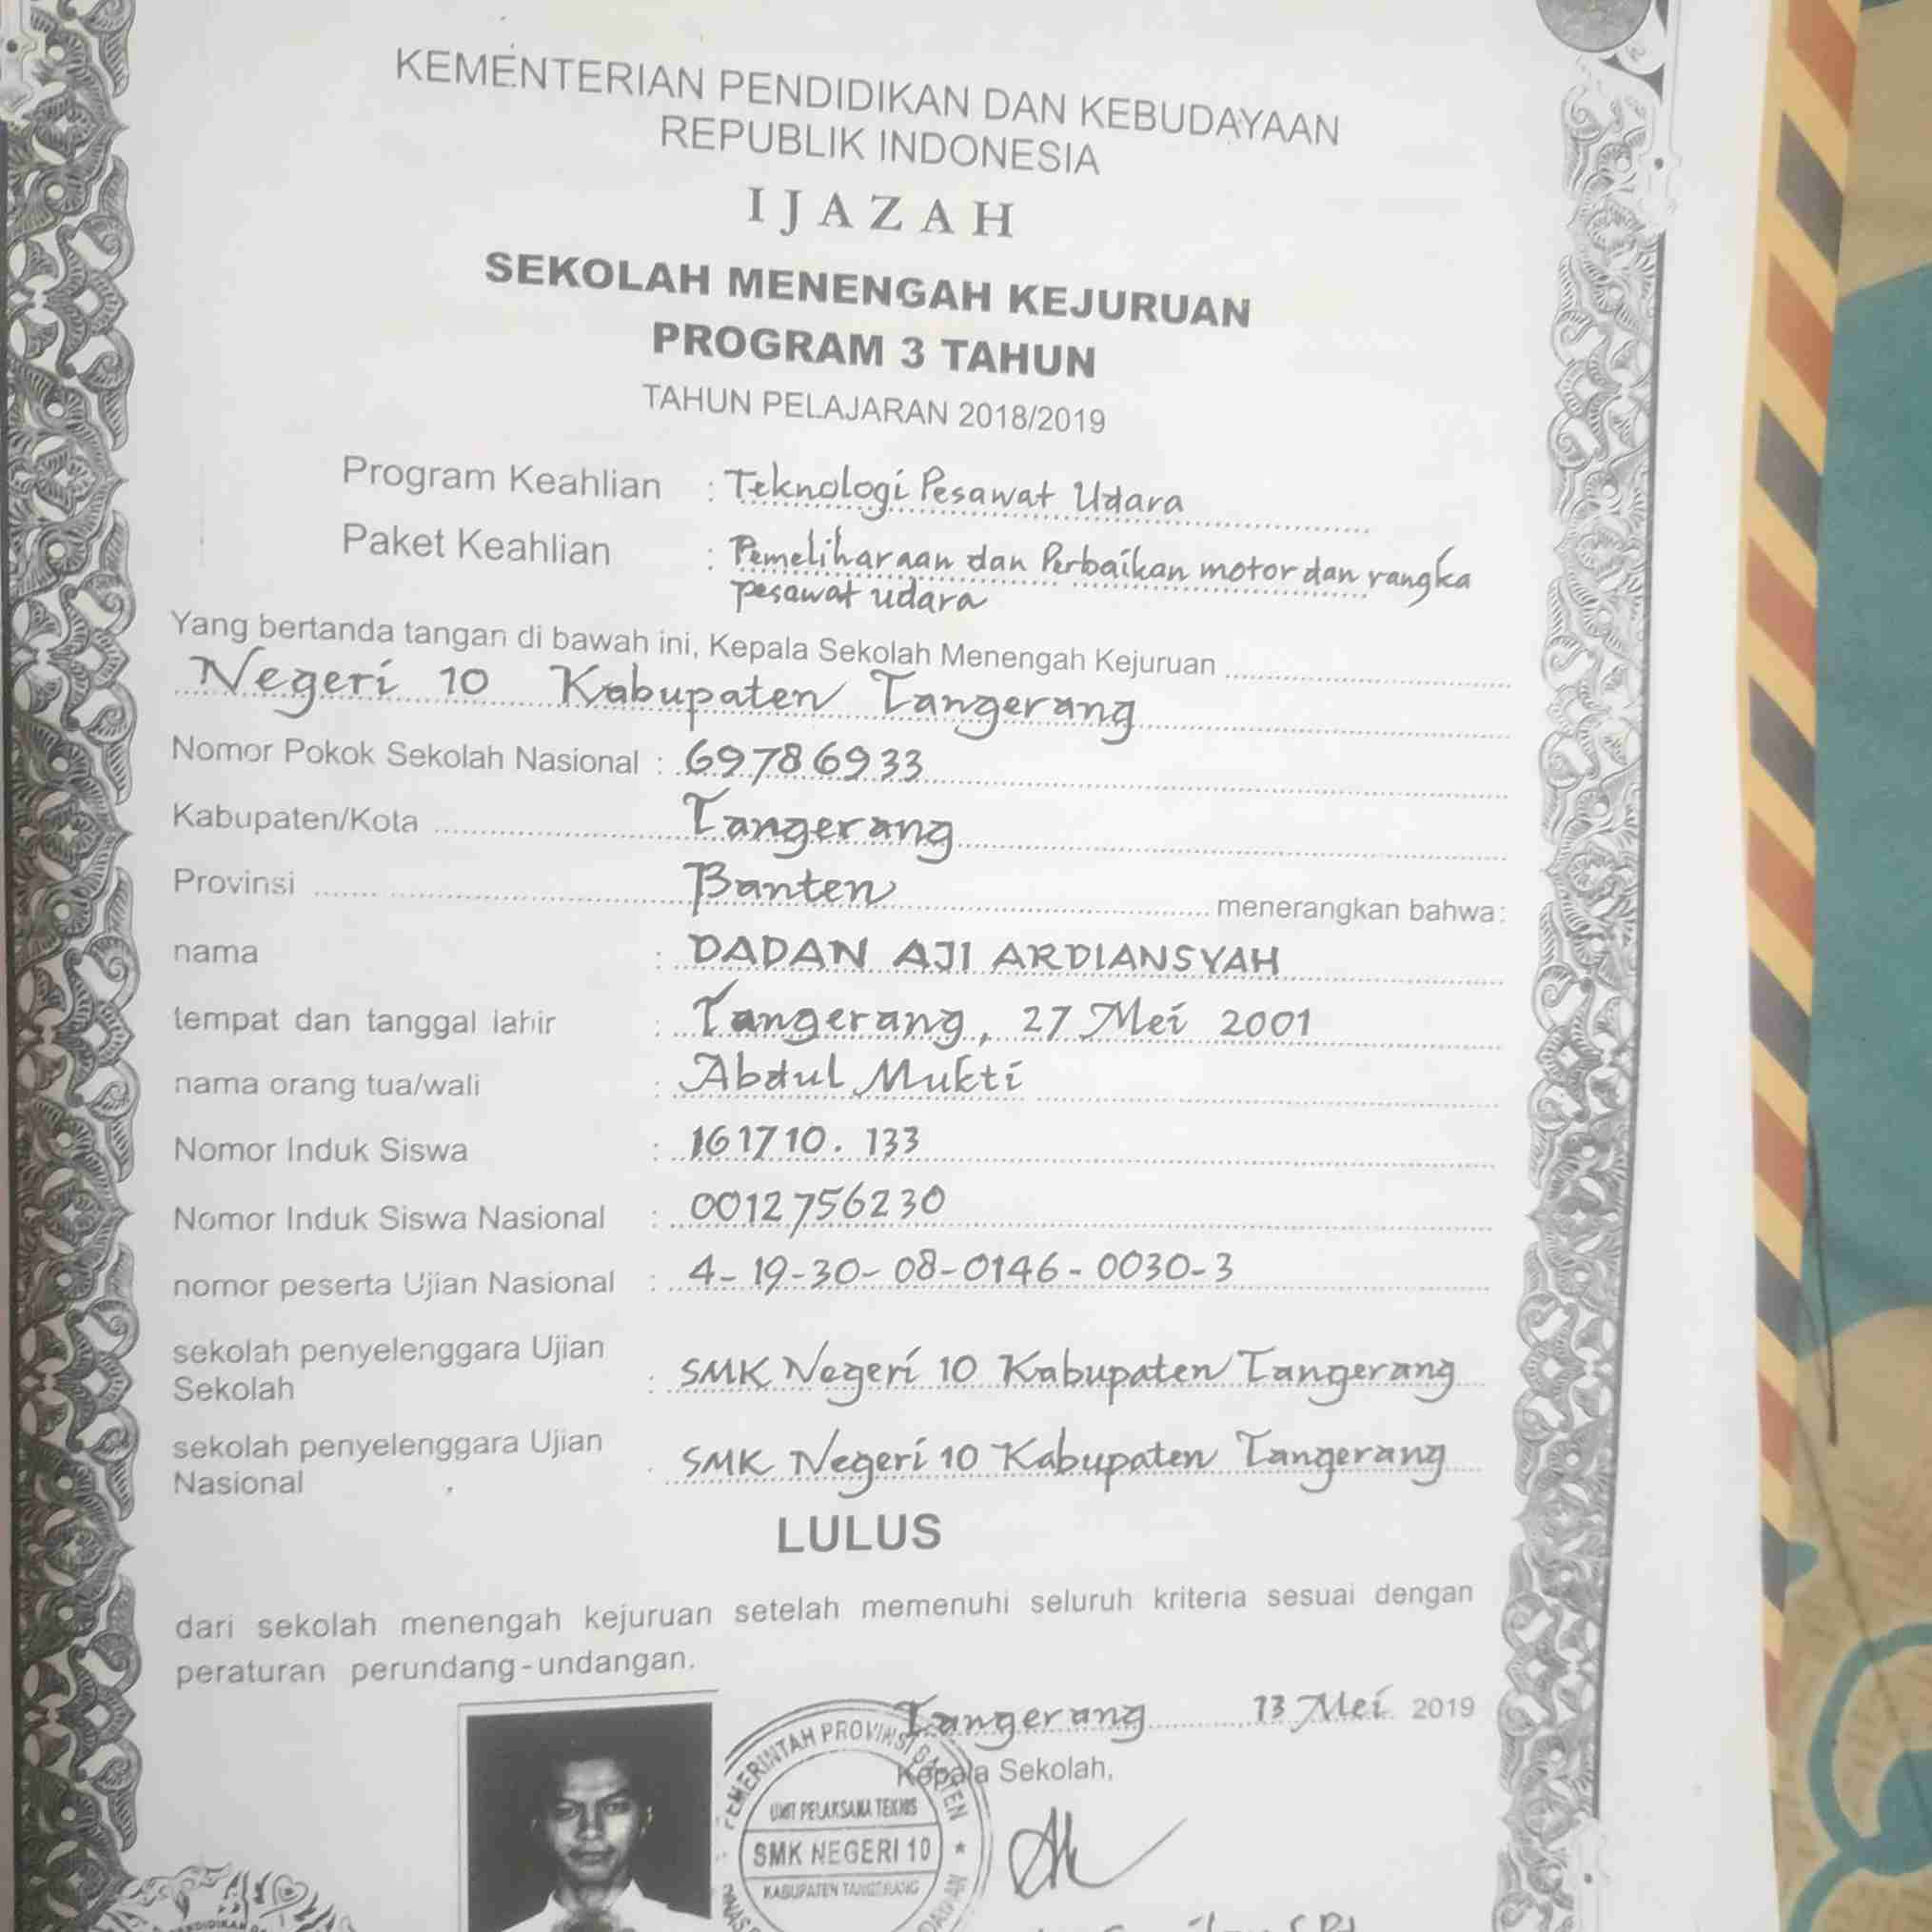 KEMENTERIAN PENDIDIKAN DAN KEBUDAYAAN
REPUBLIK INDONESIA
IJAZAH
SEKOLAH MENENGAH KEJURUAN
PROGRAM 3 TAHUN
TAHUN PELAJARAN 2018/2019
Program Keahlian : Teknologi Pesawat Udara
Paket Keahlian : Pemeliharaan dan Perbaikan motor dan rangka
pesawat udara
Yang bertanda tangan di bawah ini, Kepala Sekolah Menengah Kejuruan
Negeri 10 Kabupaten Tangerang
Nomor Pokok Sekolah Nasional : 69786933
Kabupaten/Kota Tangerang
Provinsi Banten menerangkan bahwa:
nama : DADAN AJI ARDIANSYAH
tempat dan tanggal lahir : Tangerang, 27 Mei 2001
nama orang tua/wali : Abdul Mukti
Nomor Induk Siswa : 161710.133
Nomor Induk Siswa Nasional : 0012756230
nomor peserta Ujian Nasional : 4-19-30-08-0146-0030-3
sekolah penyelenggara Ujian
Sekolah : SMK Negeri 10 Kabupaten Tangerang
sekolah penyelenggara Ujian
Nasional : SMK Negeri 10 Kabupaten Tangerang
LULUS
dari sekolah menengah kejuruan setelah memenuhi seluruh kriteria sesuai dengan
peraturan perundang-undangan.
Tangerang 13 Mei 2019
Kepala Sekolah,
PEMERINTAH PROVINSI BANTEN
UNIT PELAKSANA TEKNIS
SMK NEGERI 10
KABUPATEN TANGERANG